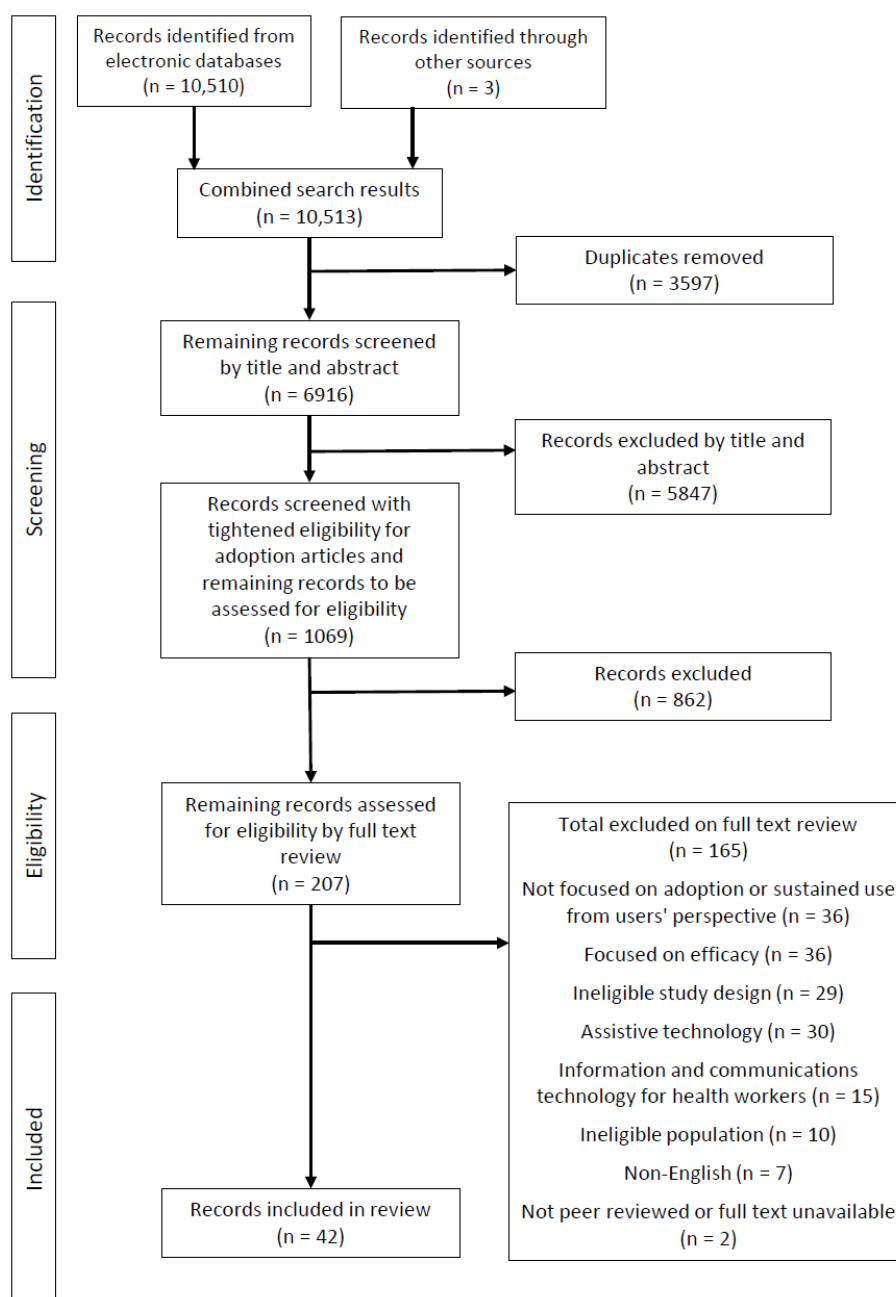 Identification
Records identified from
electronic databases
(n = 10,510)
Records identified through
other sources
(n = 3)
Combined search results
(n = 10,513)
Duplicates removed
(n = 3597)
Screening
Remaining records screened
by title and abstract
(n = 6916)
Records excluded by title and
abstract
(n = 5847)
Records screened with
tightened eligibility for
adoption articles and
remaining records to be
assessed for eligibility
(n = 1069)
Records excluded
(n = 862)
Eligibility
Remaining records assessed
for eligibility by full text
review
(n = 207)
Total excluded on full text review
(n = 165)
Not focused on adoption or sustained use
from users' perspective (n = 36)
Focused on efficacy (n = 36)
Ineligible study design (n = 29)
Assistive technology (n = 30)
Information and communications
technology for health workers (n = 15)
Ineligible population (n = 10)
Non-English (n = 7)
Not peer reviewed or full text unavailable
(n = 2)
Included
Records included in review
(n = 42)